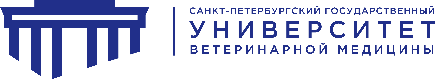 САНКТ-ПЕТЕРБУРГСКИЙ ГОСУДАРСТВЕННЫЙ
УНИВЕРСИТЕТ
ВЕТЕРИНАРНОЙ МЕДИЦИНЫ